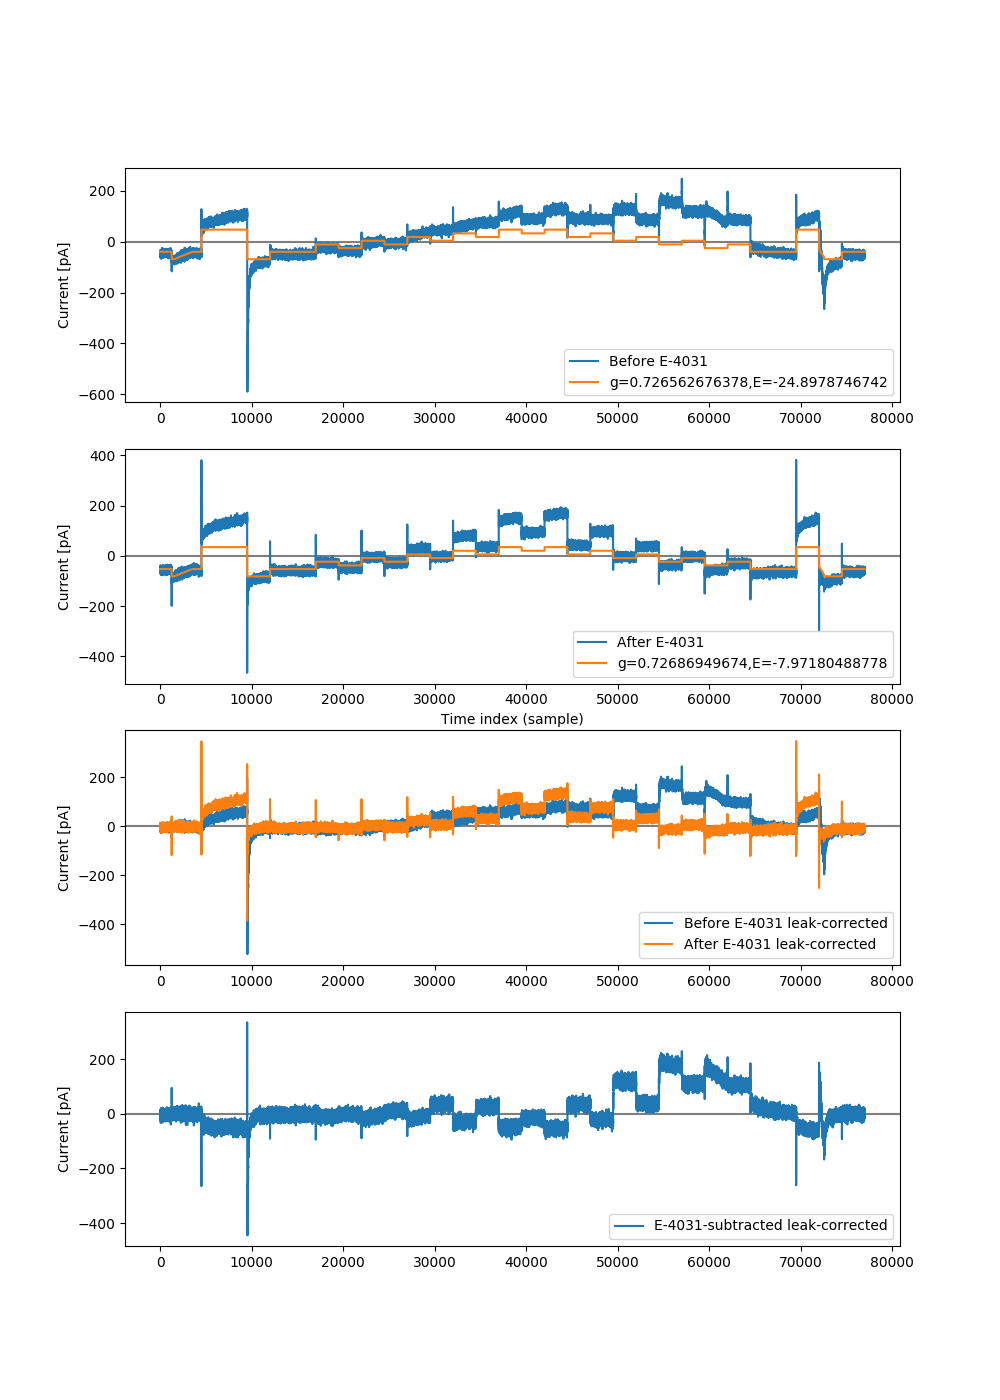 200
0
−200
−400
−600
Current [pA]
Before E-4031
g=0.726562676378,E=-24.8978746742
0 10000 20000 30000 40000 50000 60000 70000 80000
400
200
0
−200
−400
Current [pA]
After E-4031
g=0.72686949674,E=-7.97180488778
0 10000 20000 30000 40000 50000 60000 70000 80000
Time index (sample)
200
0
−200
−400
Current [pA]
Before E-4031 leak-corrected
After E-4031 leak-corrected
0 10000 20000 30000 40000 50000 60000 70000 80000
200
0
−200
−400
Current [pA]
E-4031-subtracted leak-corrected
0 10000 20000 30000 40000 50000 60000 70000 80000